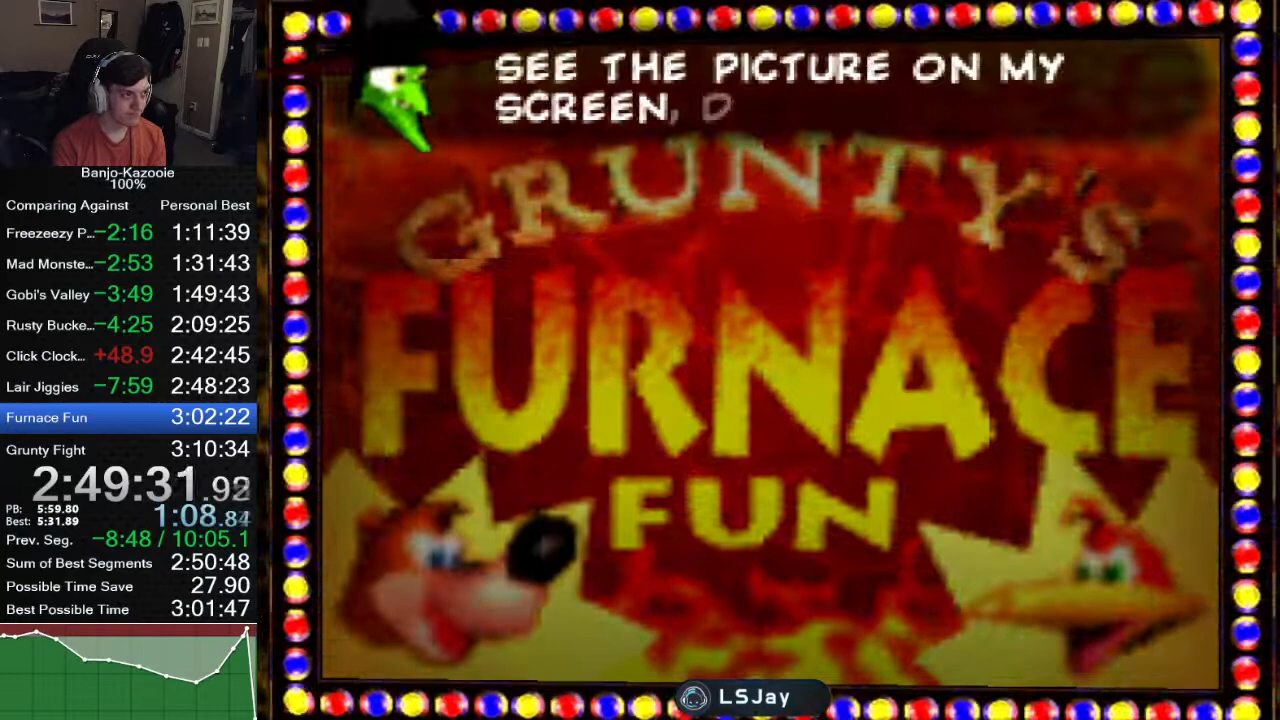 Banjo-Kazooie
100%
Comparing Against Personal Best
Freezeezy P... −2:16 1:11:39
Mad Monste... −2:53 1:31:43
Gobi's Valley −3:49 1:49:43
Rusty Bucke... −4:25 2:09:25
Click Clock... +48.9 2:42:45
Lair Jiggies −7:59 2:48:23
Furnace Fun 3:02:22
Grunty Fight 3:10:34
2:49:31.92
PB: 5:59.80
Best: 5:31.89
1:08.84
Prev. Seg. −8:48 / 10:05.1
Sum of Best Segments 2:50:48
Possible Time Save 27.90
Best Possible Time 3:01:47
SEE THE PICTURE ON MY
SCREEN, D
GRUNTY'S
FURNACE
FUN
LSJay